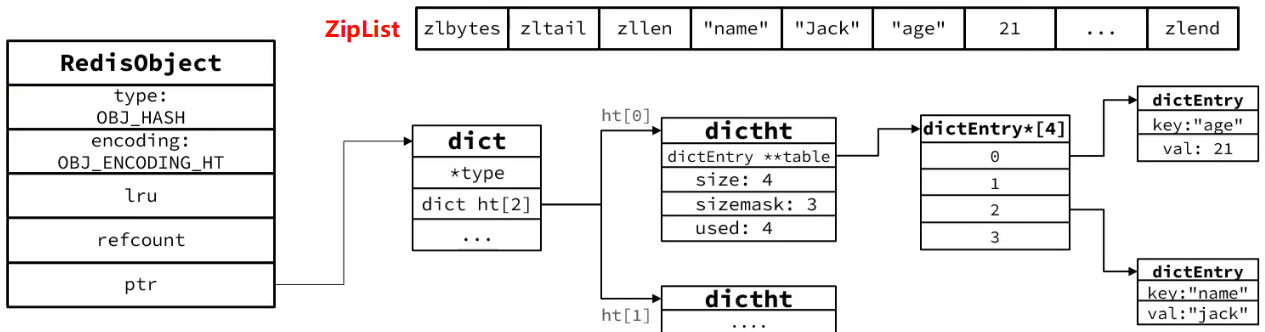 ZipList
zlbytes zltail zllen "name" "Jack" "age" 21 ... zlend
RedisObject
type:
OBJ_HASH
encoding:
OBJ_ENCODING_HT
lru
refcount
ptr
dict
*type
dict ht[2]
...
ht[0]
dictht
dictEntry **table
size: 4
sizemask: 3
used: 4
ht[1]
dictht
....
dictEntry*[4]
0
1
2
3
dictEntry
key:"age"
val: 21
dictEntry
key:"name"
val:"jack"